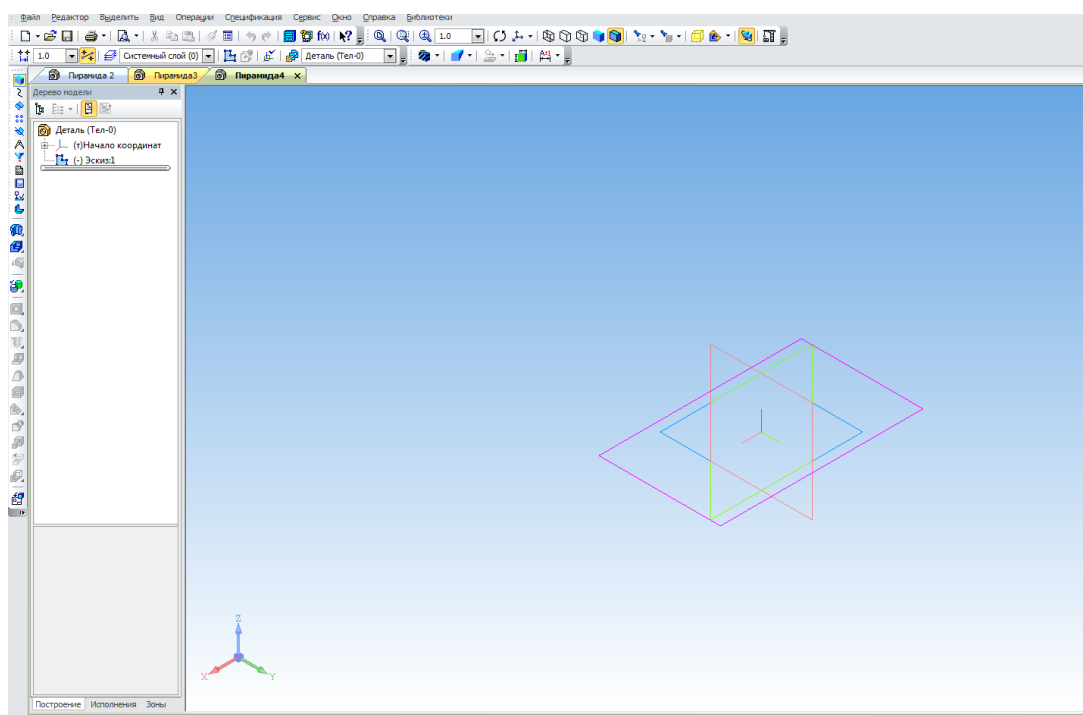 Файл Редактор Выделить Вид Операции Спецификация Сервис Окно Справка Библиотеки
f(x) 1.0
1.0 Системный слой (0) Деталь (Тел-0)
Пирамида 2 Пирамида3 Пирамида4
Дерево модели
Деталь (Тел-0)
(т)Начало координат
(-) Эскиз:1
Z
X Y
Построение Исполнения Зоны